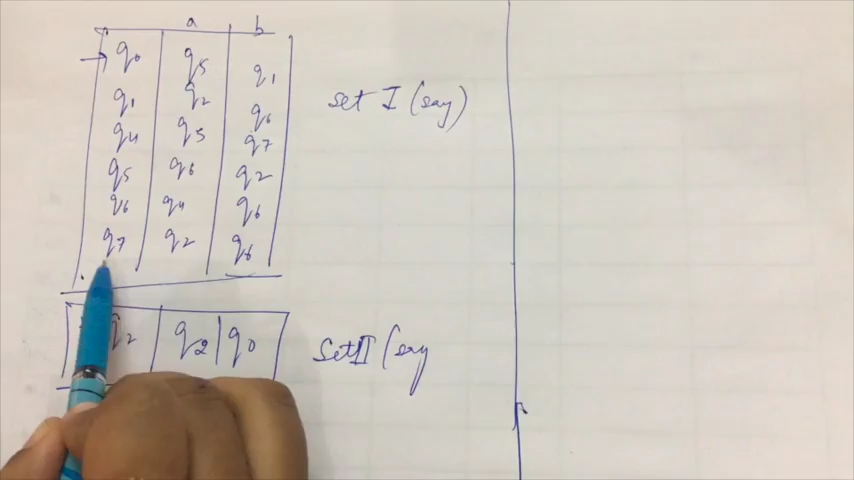 a b
→ q0 q5 q1
q1 q2 q6
q4 q5 q7
q5 q6 q2
q6 q4 q6
q7 q2 q6
set I (say)
q2 q2 q0
Set II (say